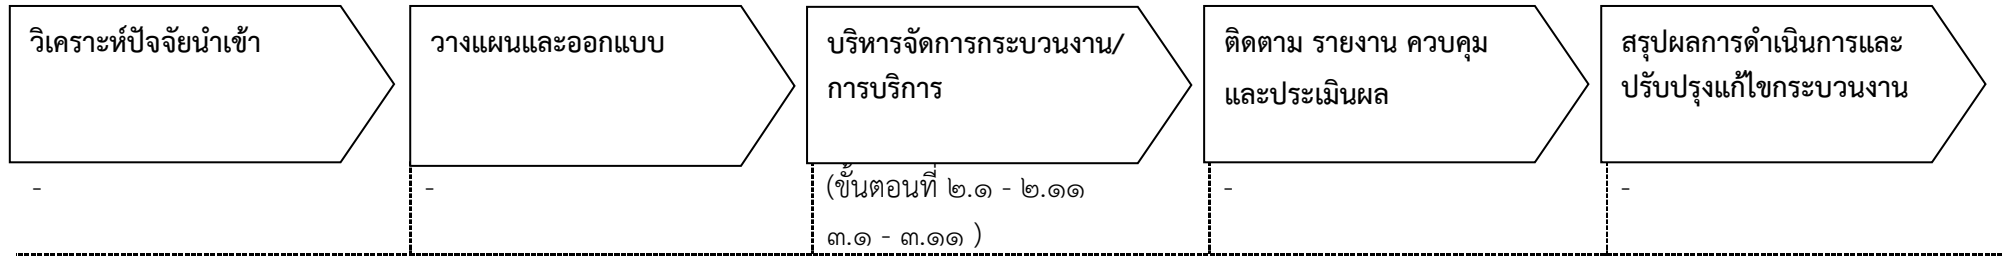 วิเคราะห์ปัจจัยนำเข้า
วางแผนและออกแบบ
บริหารจัดการกระบวนงาน/
การบริการ
ติดตาม รายงาน ควบคุม
และประเมินผล
สรุปผลการดำเนินการและ
ปรับปรุงแก้ไขกระบวนงาน
-
-
(ขั้นตอนที่ ๒.๑ - ๒.๑๑
๓.๑ - ๓.๑๑ )
-
-